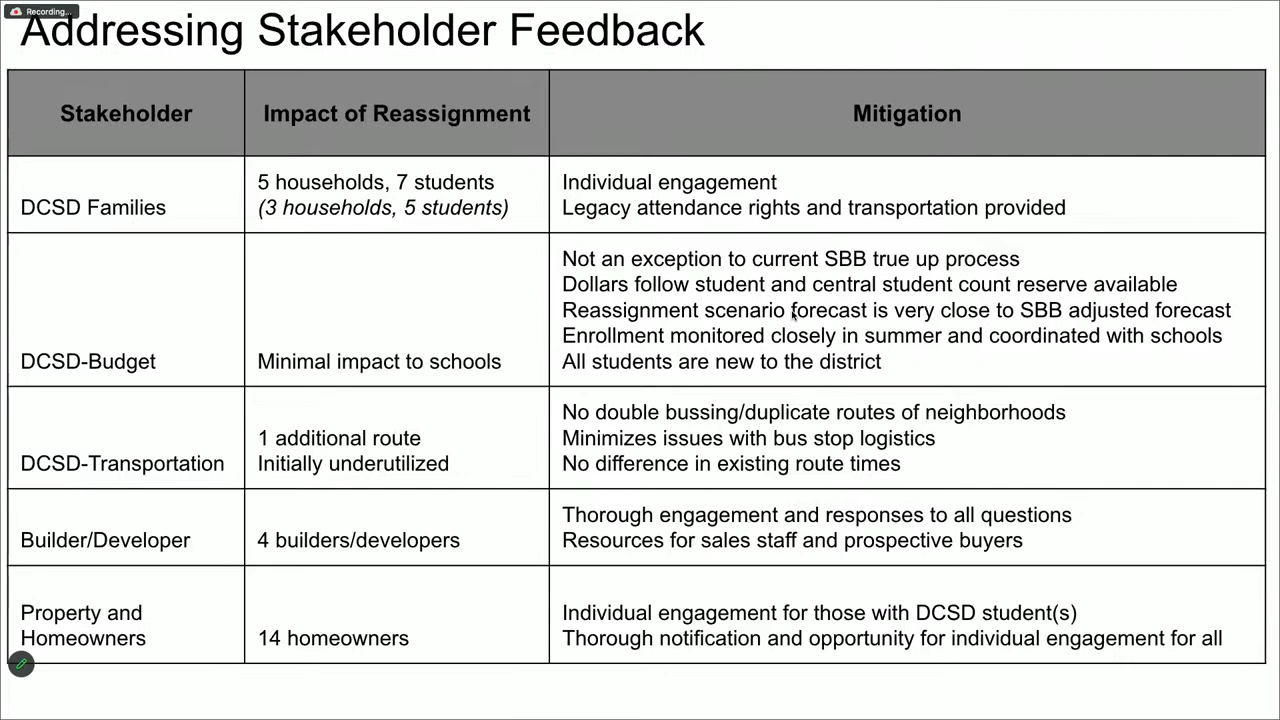 Recording...
Addressing Stakeholder Feedback
Stakeholder
Impact of Reassignment
Mitigation
DCSD Families
5 households, 7 students
(3 households, 5 students)
Individual engagement
Legacy attendance rights and transportation provided
DCSD-Budget
Minimal impact to schools
Not an exception to current SBB true up process
Dollars follow student and central student count reserve available
Reassignment scenario forecast is very close to SBB adjusted forecast
Enrollment monitored closely in summer and coordinated with schools
All students are new to the district
DCSD-Transportation
1 additional route
Initially underutilized
No double bussing/duplicate routes of neighborhoods
Minimizes issues with bus stop logistics
No difference in existing route times
Builder/Developer
4 builders/developers
Thorough engagement and responses to all questions
Resources for sales staff and prospective buyers
Property and
Homeowners
14 homeowners
Individual engagement for those with DCSD student(s)
Thorough notification and opportunity for individual engagement for all